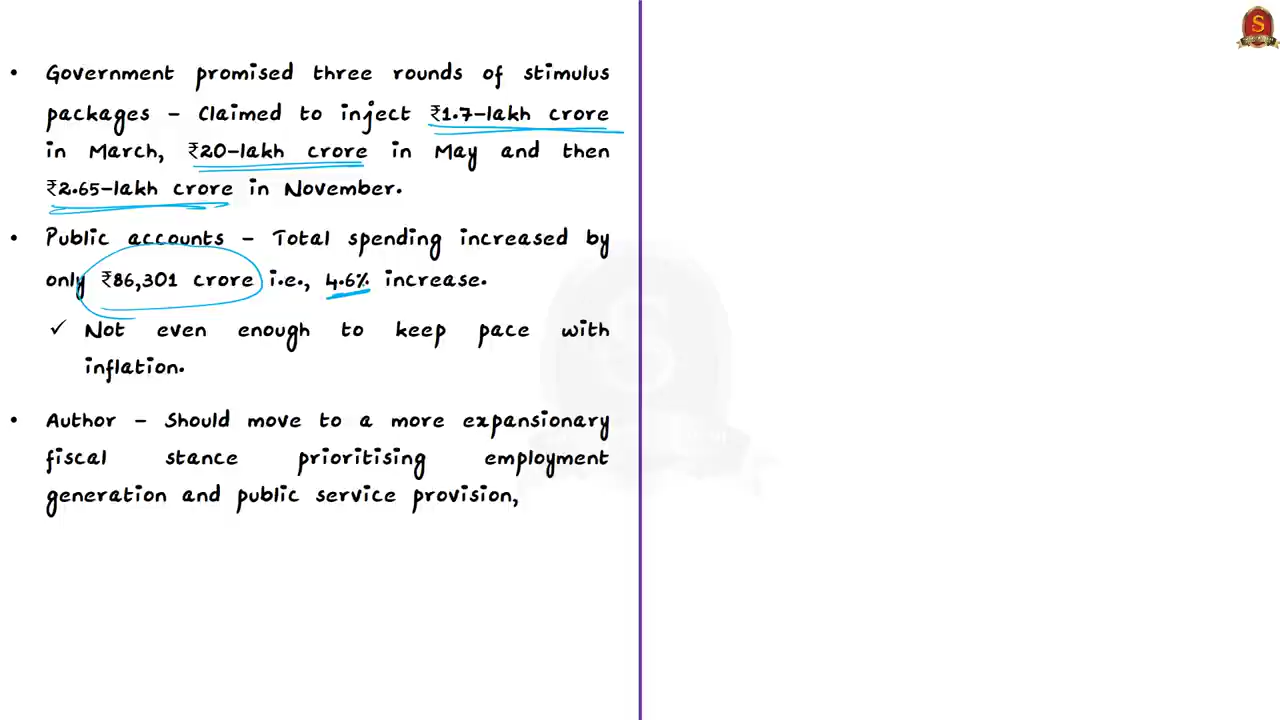 • Government promised three rounds of stimulus
packages – Claimed to inject ₹1.7-lakh crore
in March, ₹20-lakh crore in May and then
₹2.65-lakh crore in November.
• Public accounts – Total spending increased by
only ₹86,301 crore i.e., 4.6% increase.
✓ Not even enough to keep pace with
inflation.
• Author – Should move to a more expansionary
fiscal stance prioritising employment
generation and public service provision,